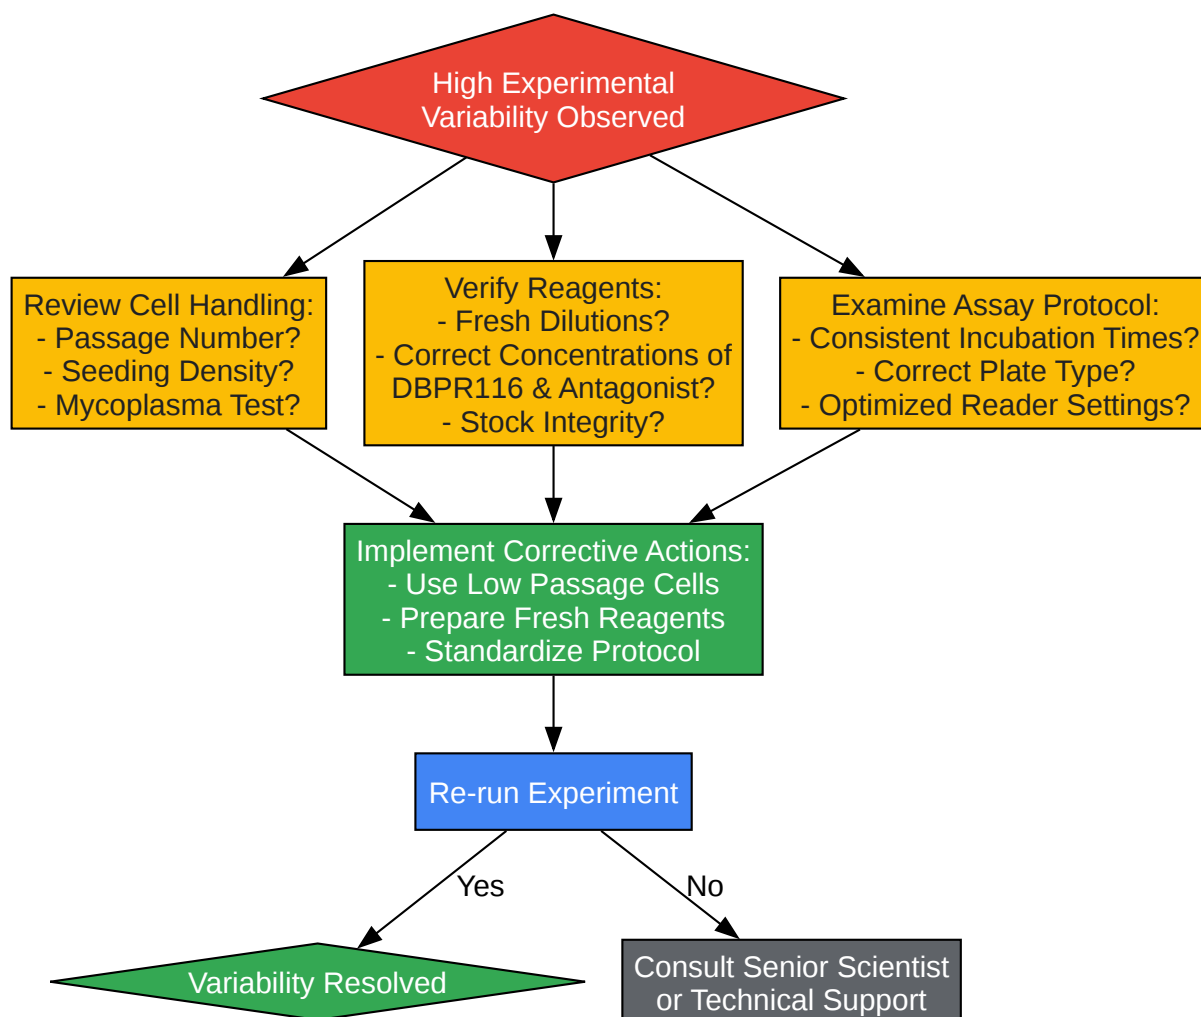 High Experimental
Variability Observed
Review Cell Handling:
- Passage Number?
- Seeding Density?
- Mycoplasma Test?
Verify Reagents:
- Fresh Dilutions?
- Correct Concentrations of
DBPR116 & Antagonist?
- Stock Integrity?
Examine Assay Protocol:
- Consistent Incubation Times?
- Correct Plate Type?
- Optimized Reader Settings?
Implement Corrective Actions:
- Use Low Passage Cells
- Prepare Fresh Reagents
- Standardize Protocol
Re-run Experiment
Yes
No
Variability Resolved
Consult Senior Scientist
or Technical Support